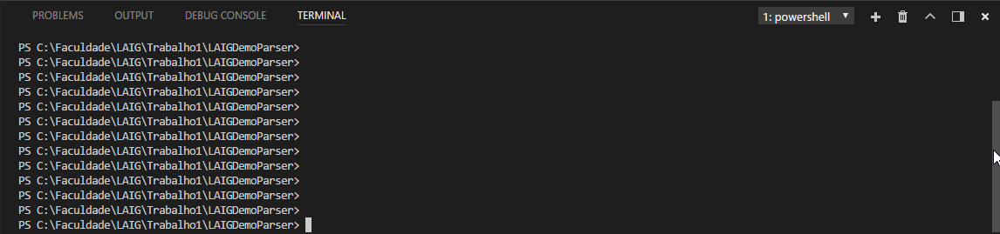 PROBLEMS OUTPUT DEBUG CONSOLE TERMINAL 1: powershell
PS C:\Faculdade\LAIG\Trabalho1\LAIGDemoParser>
PS C:\Faculdade\LAIG\Trabalho1\LAIGDemoParser>
PS C:\Faculdade\LAIG\Trabalho1\LAIGDemoParser>
PS C:\Faculdade\LAIG\Trabalho1\LAIGDemoParser>
PS C:\Faculdade\LAIG\Trabalho1\LAIGDemoParser>
PS C:\Faculdade\LAIG\Trabalho1\LAIGDemoParser>
PS C:\Faculdade\LAIG\Trabalho1\LAIGDemoParser>
PS C:\Faculdade\LAIG\Trabalho1\LAIGDemoParser>
PS C:\Faculdade\LAIG\Trabalho1\LAIGDemoParser>
PS C:\Faculdade\LAIG\Trabalho1\LAIGDemoParser>
PS C:\Faculdade\LAIG\Trabalho1\LAIGDemoParser>
PS C:\Faculdade\LAIG\Trabalho1\LAIGDemoParser>
PS C:\Faculdade\LAIG\Trabalho1\LAIGDemoParser>